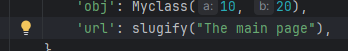 'obj': Myclass(a: 10, b: 20),
'url': slugify("The main page"),
}